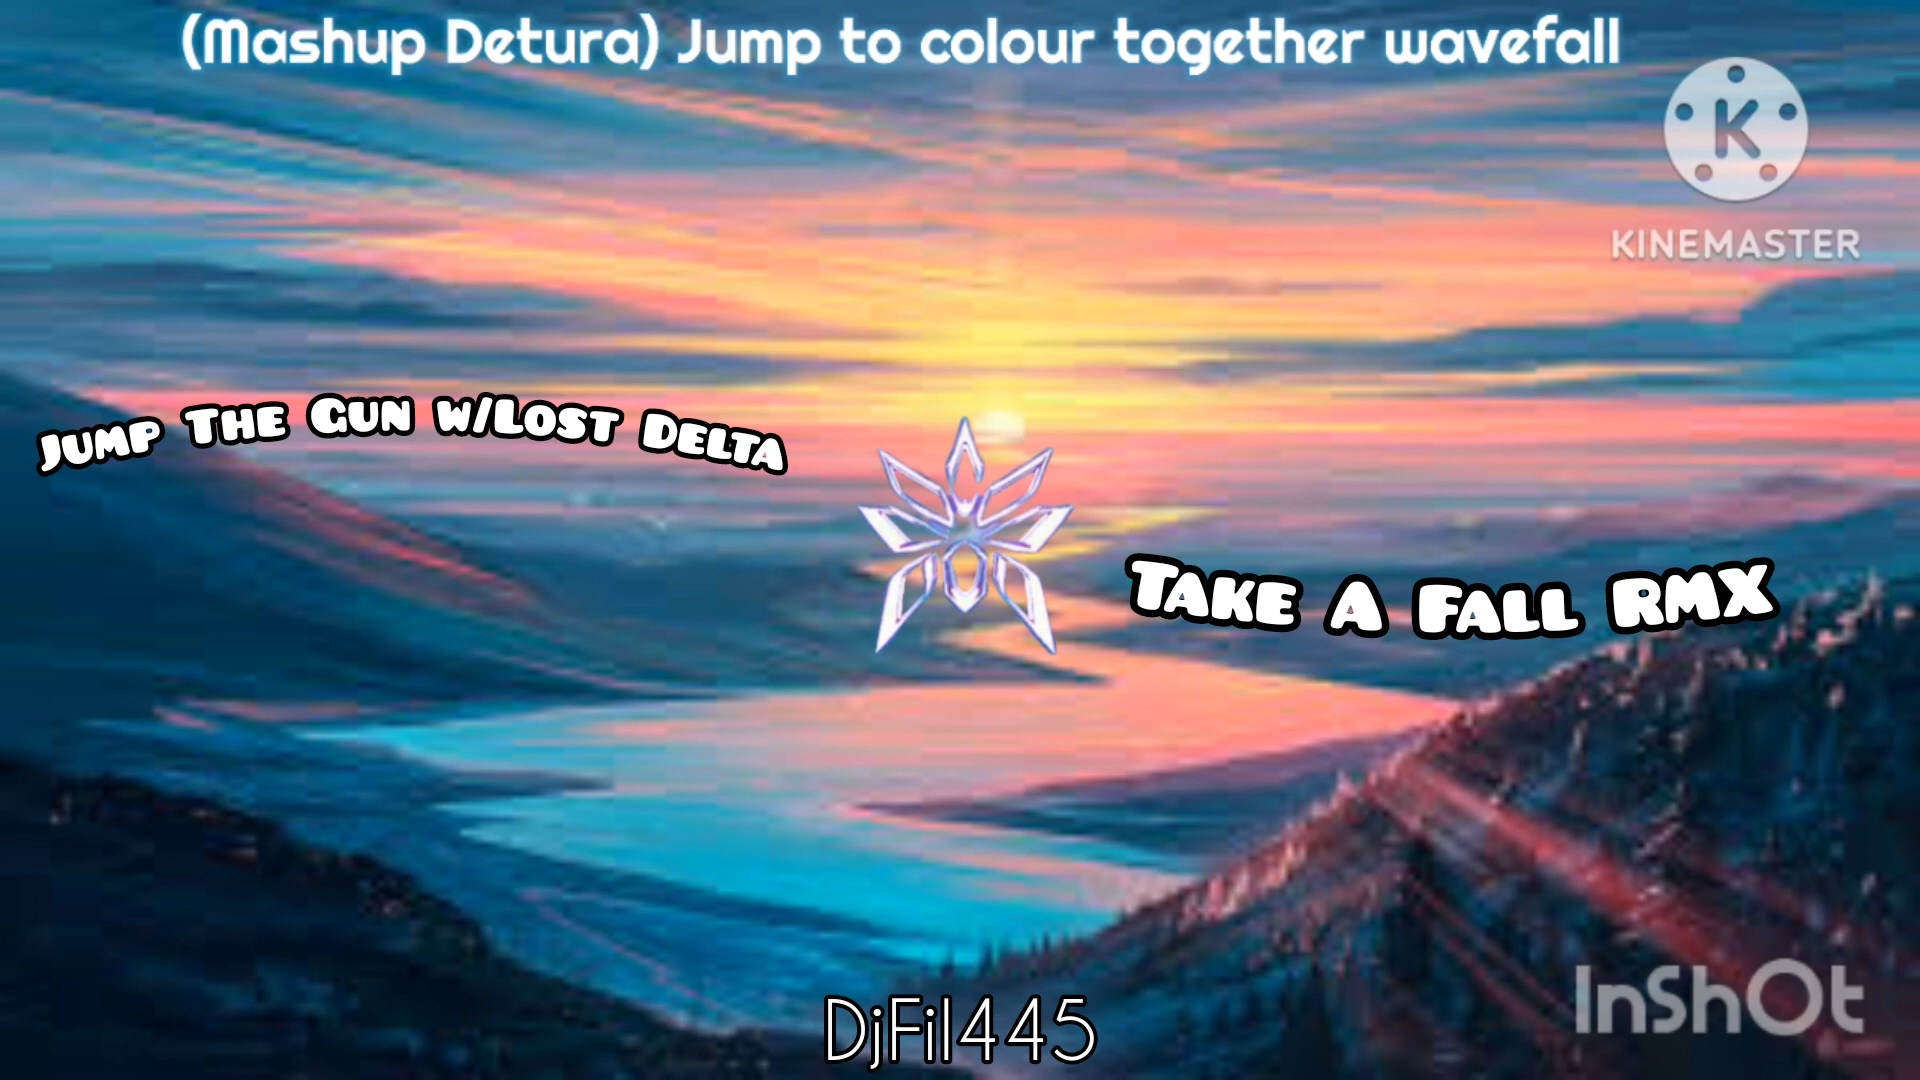 (Mashup Detura) Jump to colour together wavefall
K
KINEMASTER
Jump The Gun w/Lost Delta
Take A Fall RMX
InShOt
DjFil445